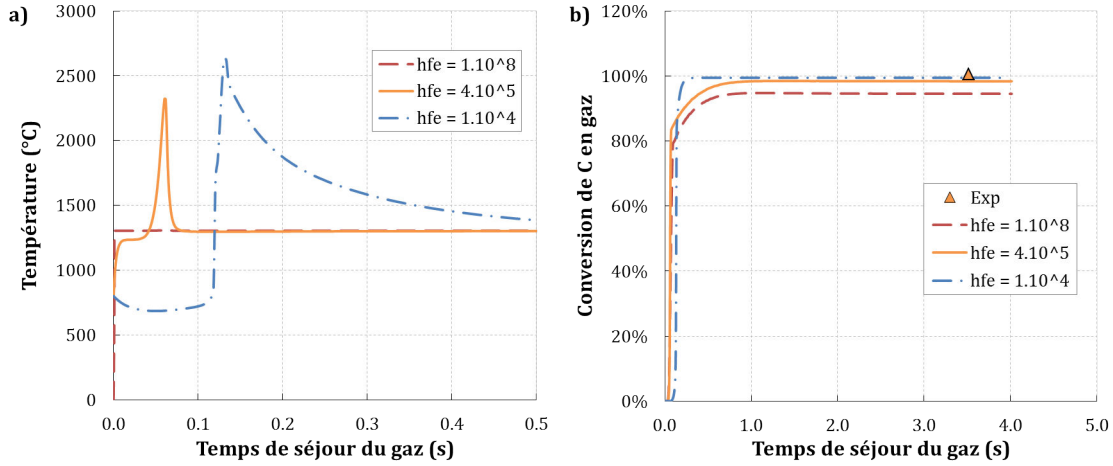 a)
3000
2500
2000
1500
1000
500
0
Température (°C)
hfe = 1.10^8
hfe = 4.10^5
hfe = 1.10^4
0.0 0.1 0.2 0.3 0.4 0.5
Temps de séjour du gaz (s)
b)
120%
100%
80%
60%
40%
20%
0%
Conversion de C en gaz
Exp
hfe = 1.10^8
hfe = 4.10^5
hfe = 1.10^4
0.0 1.0 2.0 3.0 4.0 5.0
Temps de séjour du gaz (s)